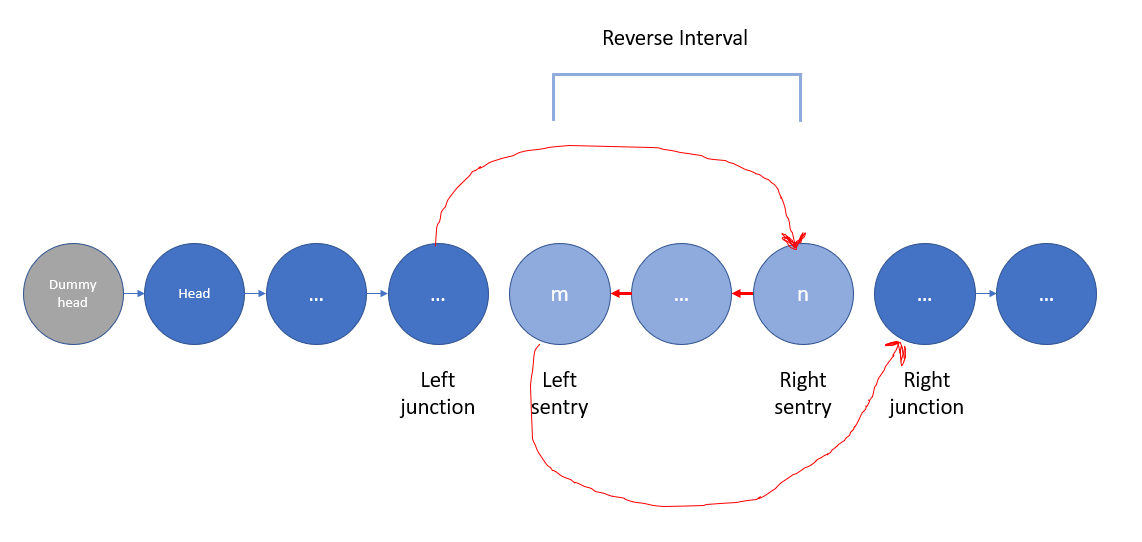 Reverse Interval
Dummy
head
Head
...
...
m
...
n
...
...
Left
junction
Left
sentry
Right
sentry
Right
junction